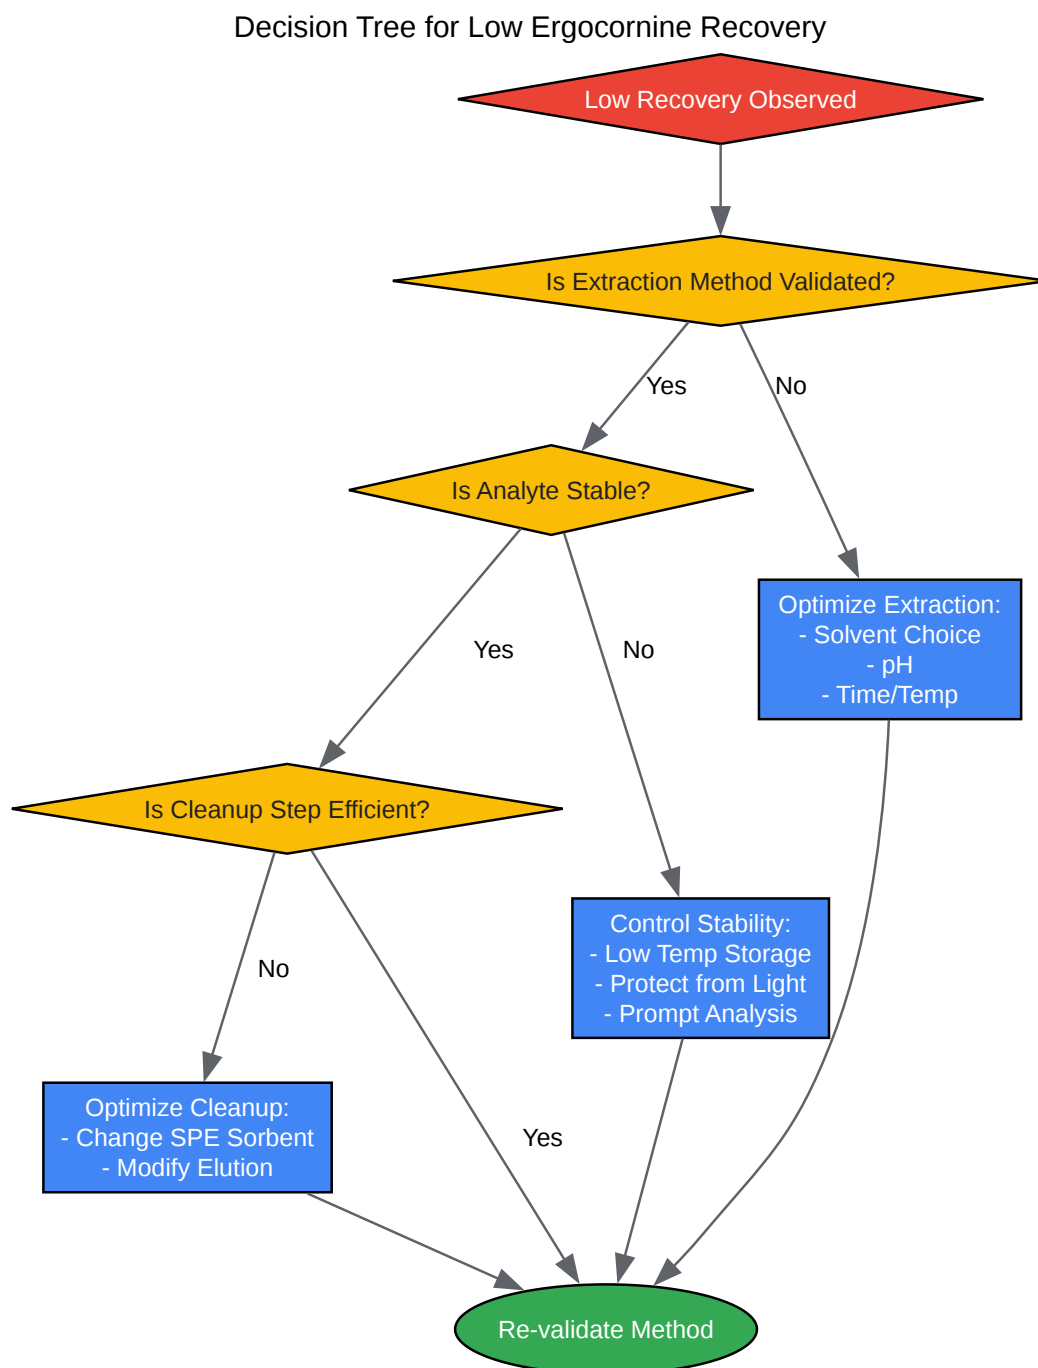 Decision Tree for Low Ergocornine Recovery
Low Recovery Observed
Is Extraction Method Validated?
Yes
No
Is Analyte Stable?
Optimize Extraction:
- Solvent Choice
- pH
- Time/Temp
Yes
No
Is Cleanup Step Efficient?
Control Stability:
- Low Temp Storage
- Protect from Light
- Prompt Analysis
No
Optimize Cleanup:
- Change SPE Sorbent
- Modify Elution
Yes
Re-validate Method